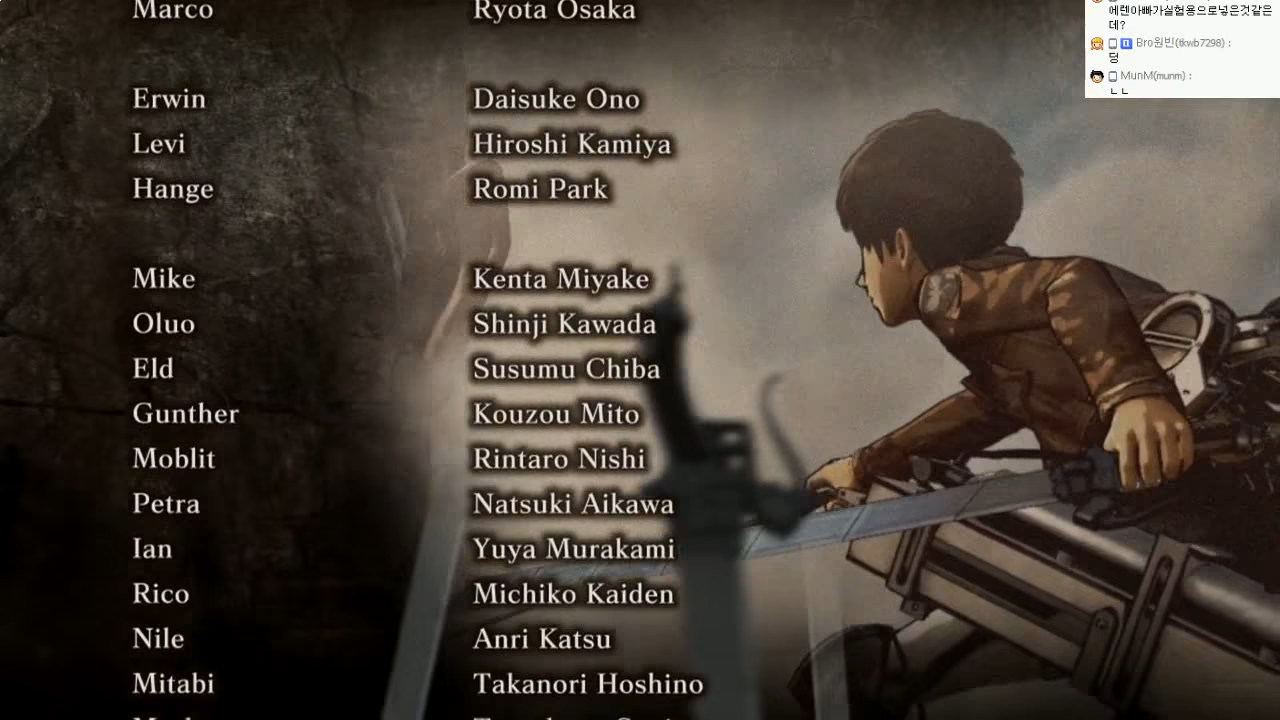 Marco Ryota Osaka
Erwin Daisuke Ono
Levi Hiroshi Kamiya
Hange Romi Park
Mike Kenta Miyake
Oluo Shinji Kawada
Eld Susumu Chiba
Gunther Kouzou Mito
Moblit Rintaro Nishi
Petra Natsuki Aikawa
Ian Yuya Murakami
Rico Michiko Kaiden
Nile Anri Katsu
Mitabi Takanori Hoshino
에렌아빠가실험용으로넣은것같은
데?
Bro원빈(tkwb7298) :
덩
MunM(munm) :
ㄴㄴ